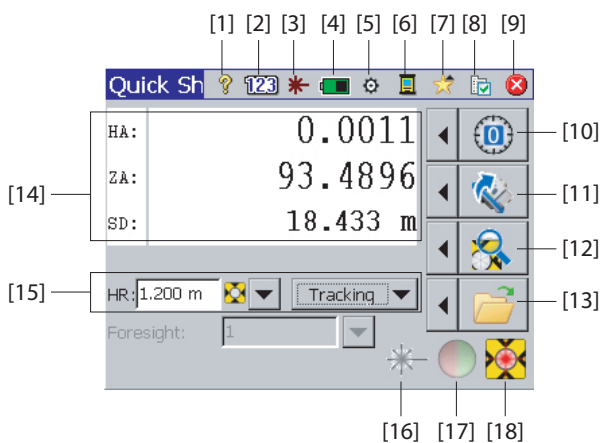 [1] [2] [3] [4] [5] [6] [7] [8] [9]
Quick Sh ? 123
HA: 0.0011
0 [10]
ZA: 93.4896
[11]
[14]
SD: 18.433 m
[12]
[15] HR: 1.200 m Tracking
[13]
Foresight: 1
[16] [17] [18]